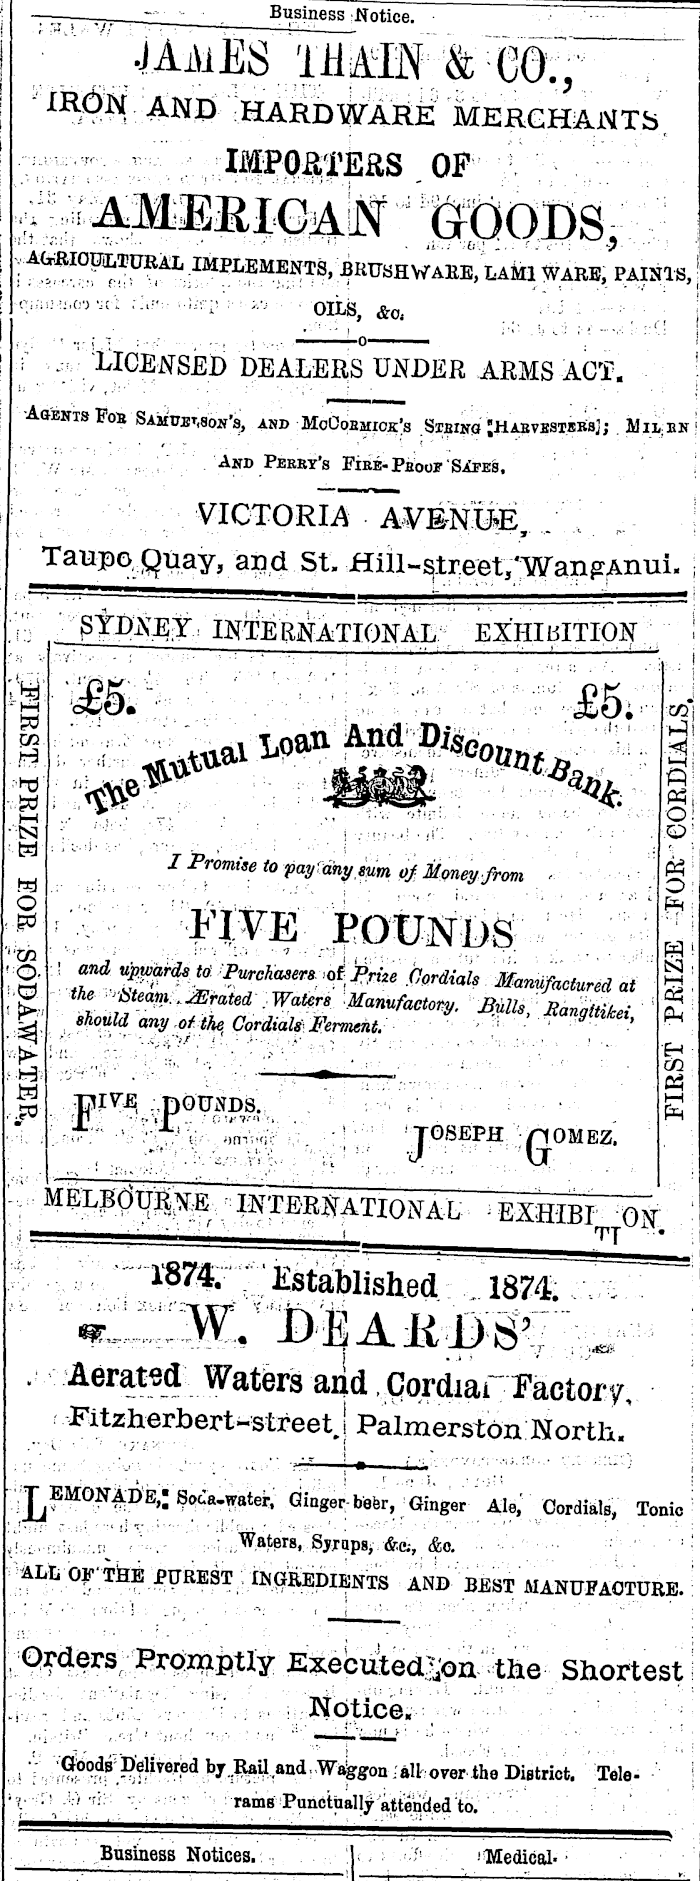 Business Notice.
JAMES THAIN & CO.,
IRON AND HARDWARE MERCHANTS
IMPORTERS OF
AMERICAN GOODS,
AGRICULTURAL IMPLEMENTS, BRUSHWARE, LAMP WARE, PAINTS,
OILS, &c.
LICENSED DEALERS UNDER ARMS ACT.
AGENTS FOR SAMUELSON'S, AND MCCORMICK'S STRING HARVESTERS; MILNER
AND PERRY'S FIRE-PROOF SAFES.
VICTORIA AVENUE,
Taupo Quay, and St. Hill-street, Wanganui.
SYDNEY INTERNATIONAL EXHIBITION
FIRST PRIZE FOR SODAWATER.
£5. £5.
The Mutual Loan And Discount Bank.
I Promise to pay any sum of Money from
FIVE POUNDS
and upwards to Purchasers of Prize Cordials Manufactured at
the Steam Ærated Waters Manufactory. Bulls, Rangitikei,
should any of the Cordials Ferment.
FIVE POUNDS.
JOSEPH GOMEZ.
FIRST PRIZE FOR CORDIALS.
MELBOURNE INTERNATIONAL EXHIBITION.
1874. Established 1874.
W. DEARDS'
Aerated Waters and Cordial Factory,
Fitzherbert-street, Palmerston North.
LEMONADE, Soda-water, Ginger-beer, Ginger Ale, Cordials, Tonic
Waters, Syrups, &c., &c.
ALL OF THE PUREST INGREDIENTS AND BEST MANUFACTURE.
Orders Promptly Executed on the Shortest
Notice.
Goods Delivered by Rail and Waggon all over the District. Tele-
rams Punctually attended to.
Business Notices.
Medical.